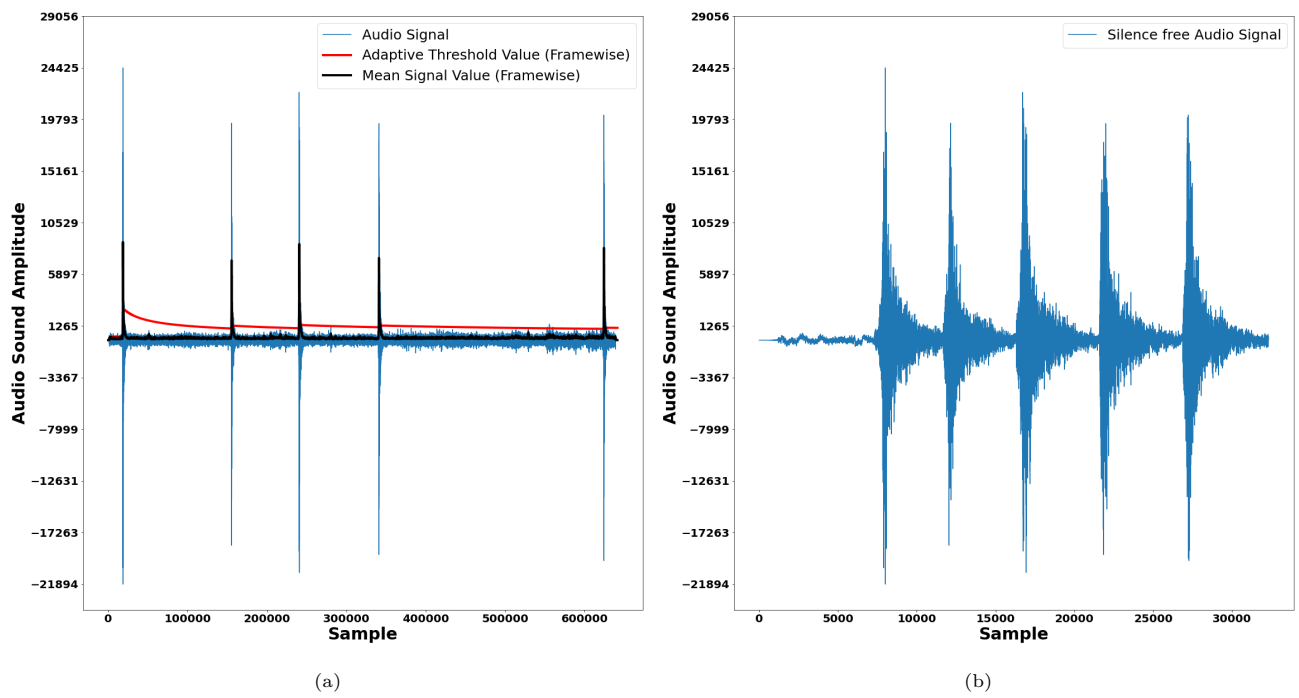 Audio Signal
Adaptive Threshold Value (Framewise)
Mean Signal Value (Framewise)
29056
24425
19793
15161
10529
5897
1265
−3367
−7999
−12631
−17263
−21894
Audio Sound Amplitude
0 100000 200000 300000 400000 500000 600000
Sample
(a)
Silence free Audio Signal
29056
24425
19793
15161
10529
5897
1265
−3367
−7999
−12631
−17263
−21894
Audio Sound Amplitude
0 5000 10000 15000 20000 25000 30000
Sample
(b)